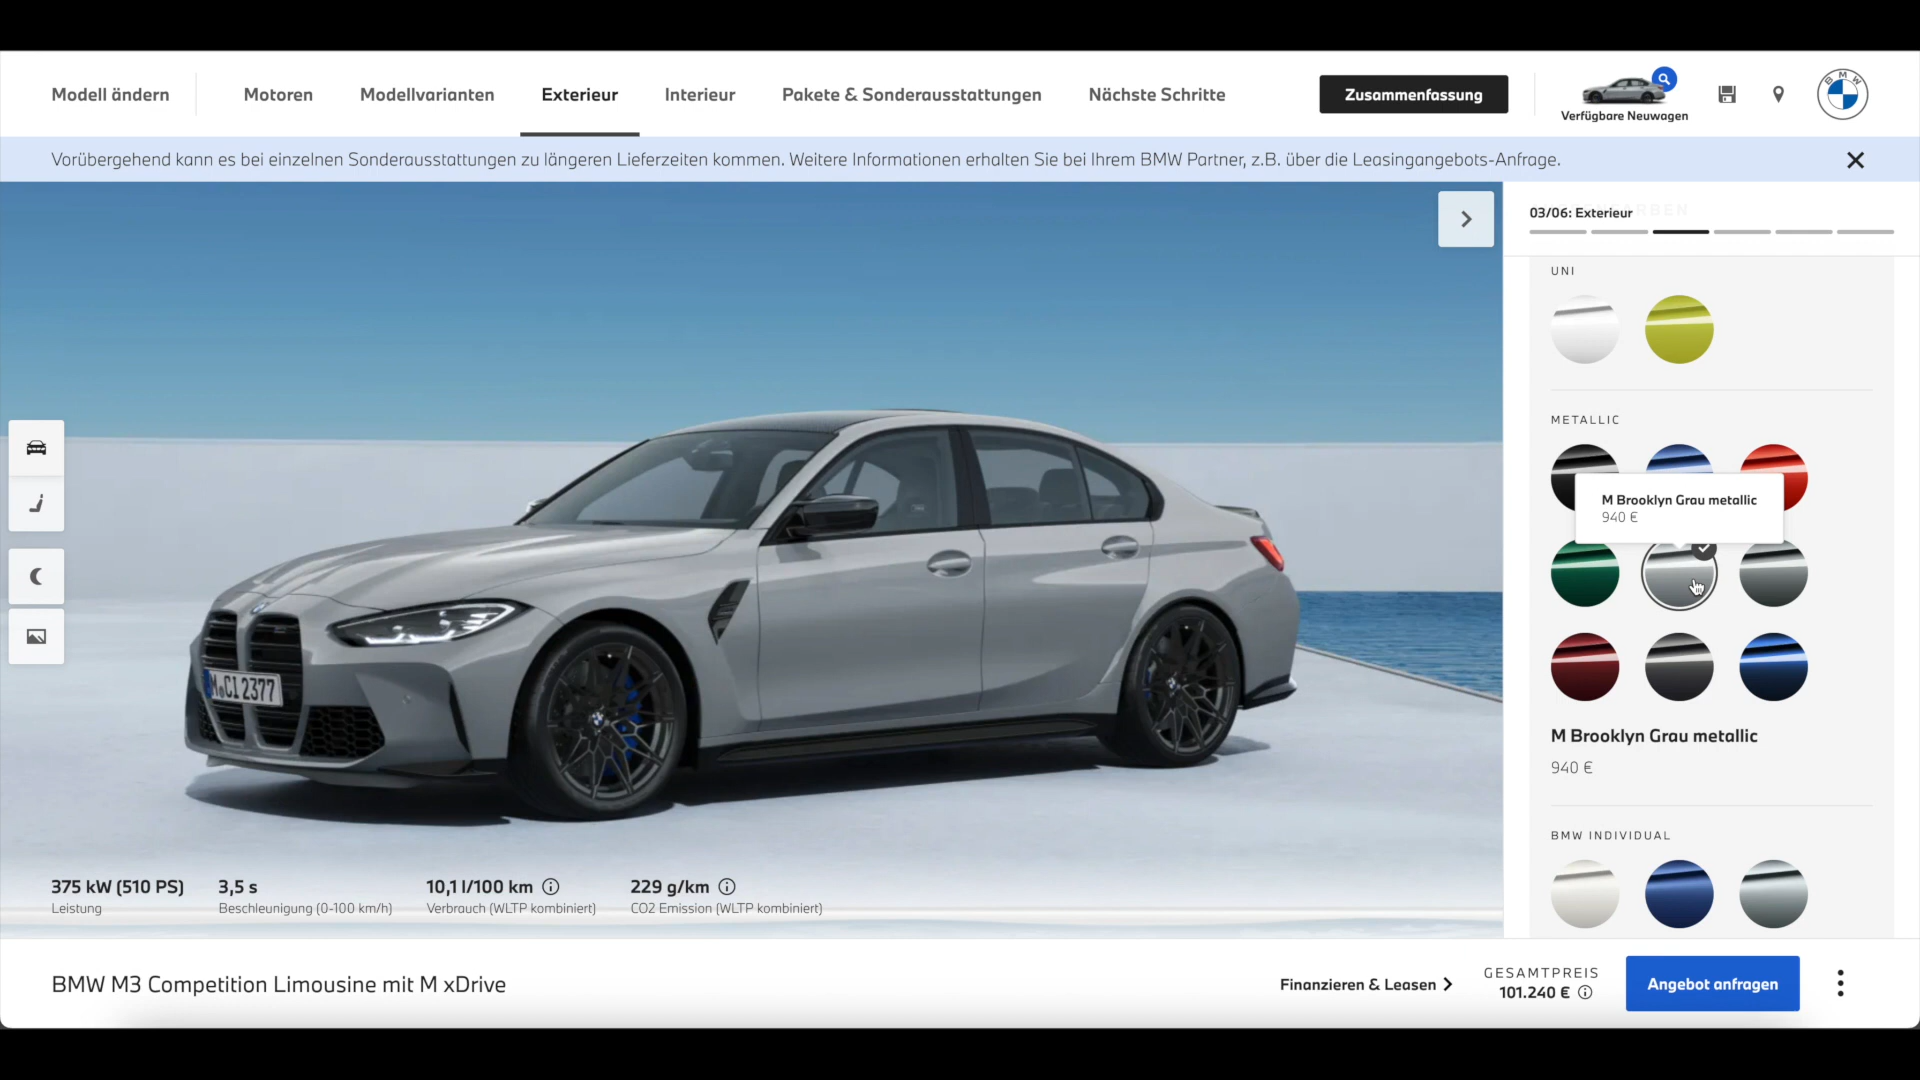 Modell ändern
Motoren
Modellvarianten
Exterieur
Interieur
Pakete & Sonderausstattungen
Nächste Schritte
Zusammenfassung
Verfügbare Neuwagen
BMW
Vorübergehend kann es bei einzelnen Sonderausstattungen zu längeren Lieferzeiten kommen. Weitere Informationen erhalten Sie bei Ihrem BMW Partner, z.B. über die Leasingangebots-Anfrage.
03/06: Exterieur
UNI
METALLIC
M Brooklyn Grau metallic
940 €
M Brooklyn Grau metallic
940 €
BMW INDIVIDUAL
M CI 2377
375 kW (510 PS)
Leistung
3,5 s
Beschleunigung (0-100 km/h)
10,1 l/100 km
Verbrauch (WLTP kombiniert)
229 g/km
CO2 Emission (WLTP kombiniert)
BMW M3 Competition Limousine mit M xDrive
Finanzieren & Leasen
GESAMTPREIS
101.240 €
Angebot anfragen